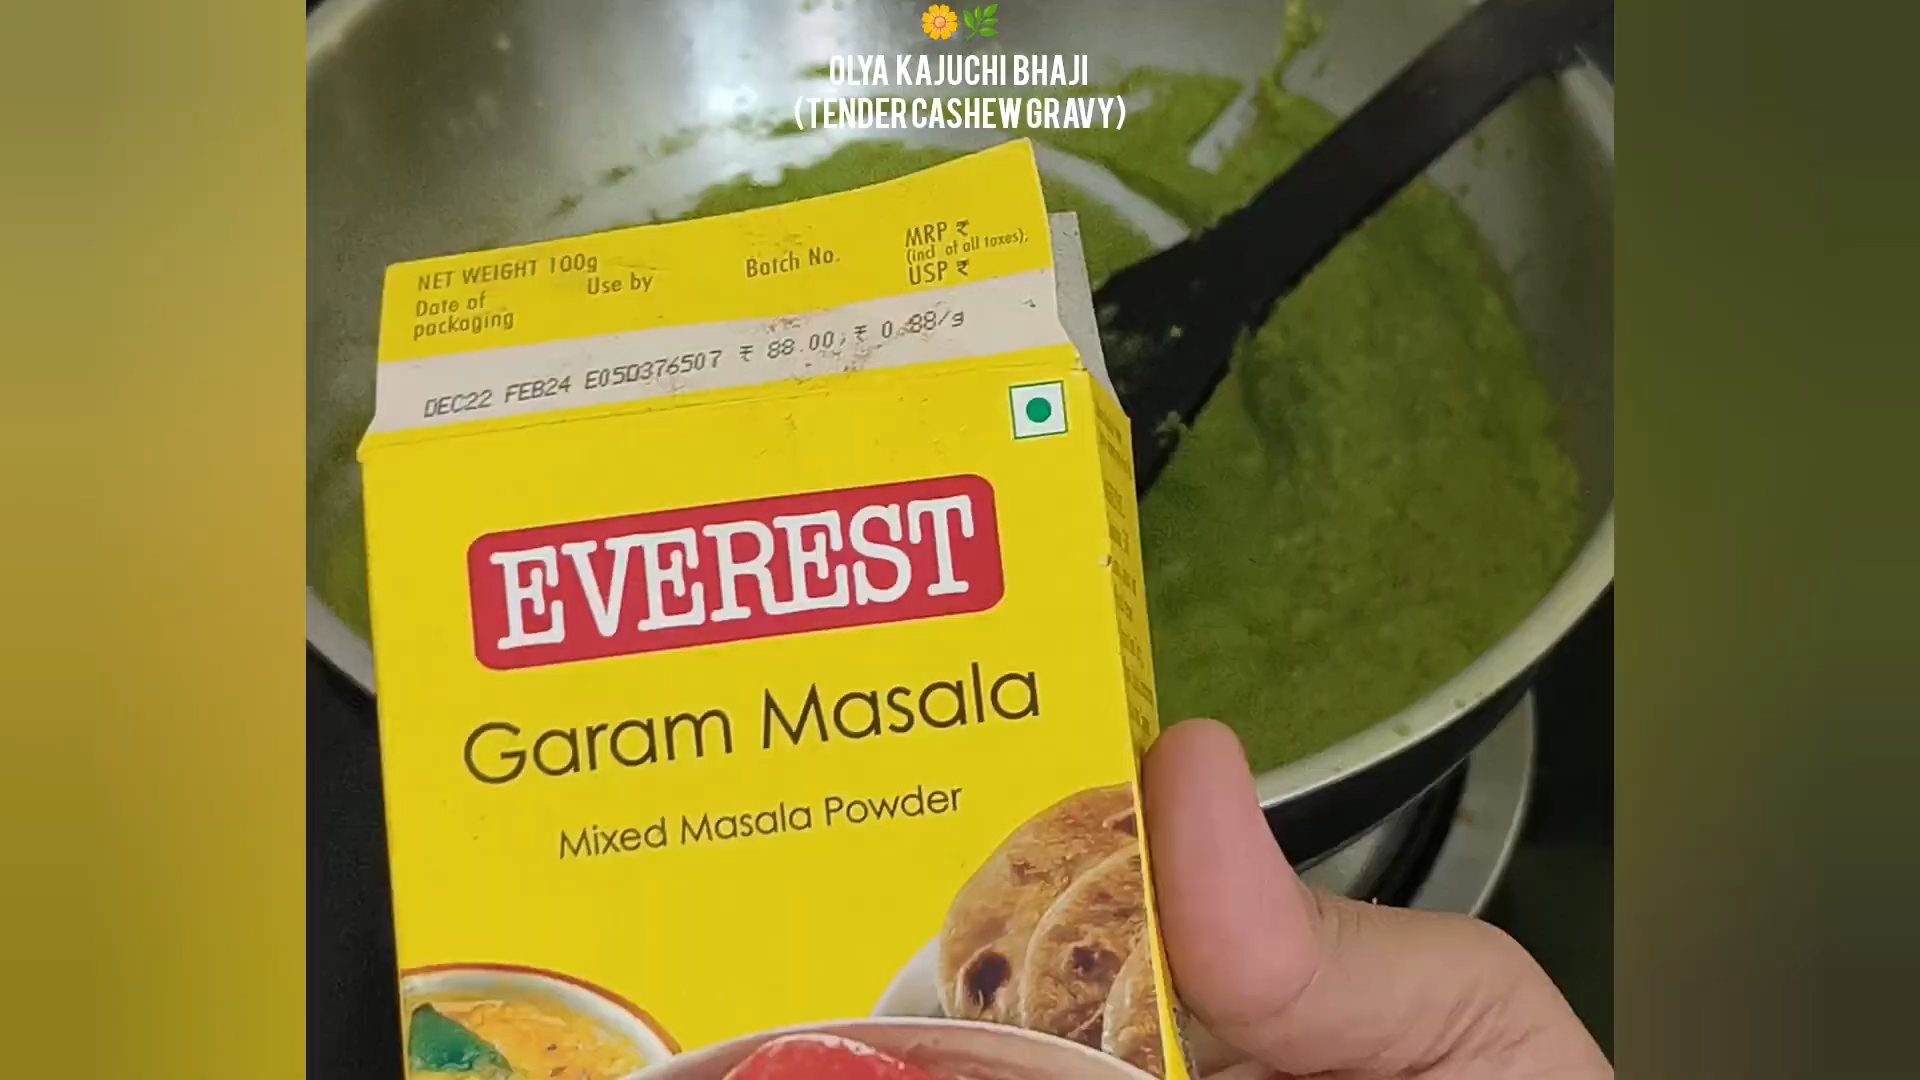 OLYA KAJUCHI BHAJI
(TENDER CASHEW GRAVY)
NET WEIGHT 100g
Date of packaging
Use by
Batch No.
MRP ₹
(incl of all taxes),
USP ₹
DEC22 FEB24 E05D376507 ₹ 88.00, ₹ 0.88/g
EVEREST
Garam Masala
Mixed Masala Powder